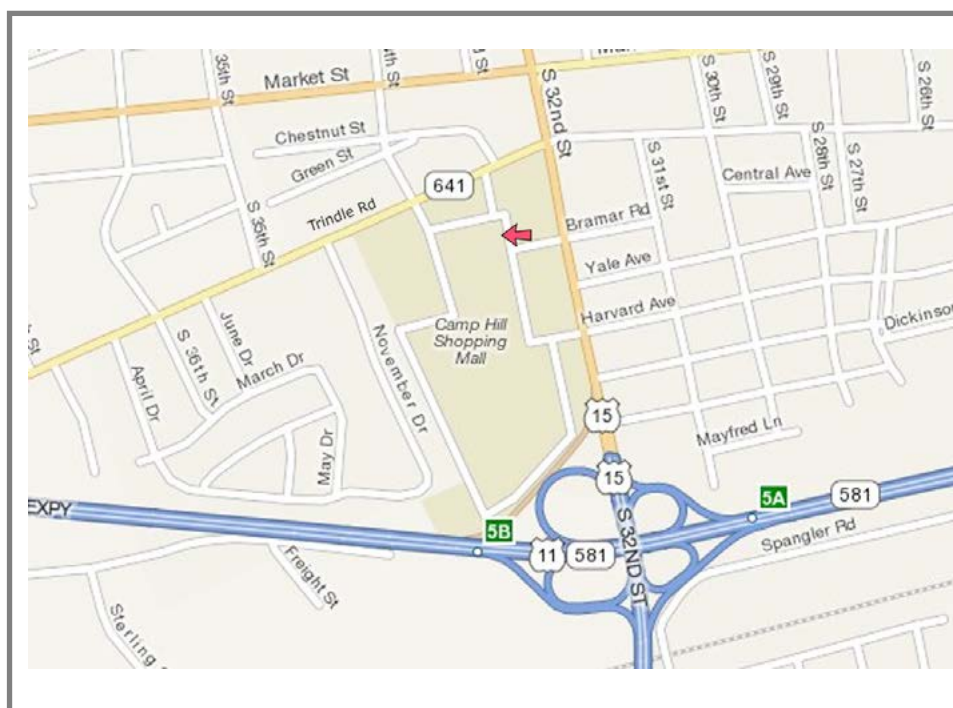 35th St
Market St
S 32nd St
S 30th St
S 29th St
S 26th St
Chestnut St
Green St
641
S 31st St
Central Ave
S 28th St
S 27th St
S 35th St
Trindle Rd
Bramar Rd
Yale Ave
Harvard Ave
Dickinson
June Dr
S 36th St
March Dr
April Dr
November Dr
Camp Hill
Shopping
Mall
15
Mayfred Ln
May Dr
15
EXPY
5B
5A
581
11
581
S 32ND ST
Spangler Rd
Freight St
Sterling